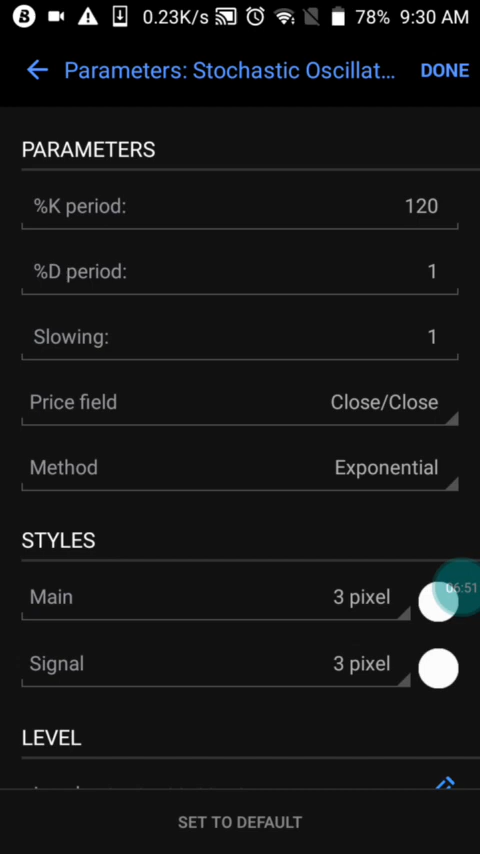 B 0.23K/s 78% 9:30 AM
Parameters: Stochastic Oscillat... DONE
PARAMETERS
%K period: 120
%D period: 1
Slowing: 1
Price field Close/Close
Method Exponential
STYLES
Main 3 pixel
06:51
Signal 3 pixel
LEVEL
SET TO DEFAULT